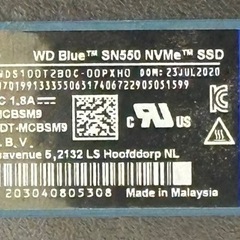 WD Blue™ SN550 NVMe™ SSD
WDS100T2B0C-00PXH0 DOM: 23JUL2020
C 1.8A
MCBSM9
DT-MCBSM9
B.V.
avenue 5, 2132 LS Hoofddorp NL
203040805308 Made in Malaysia